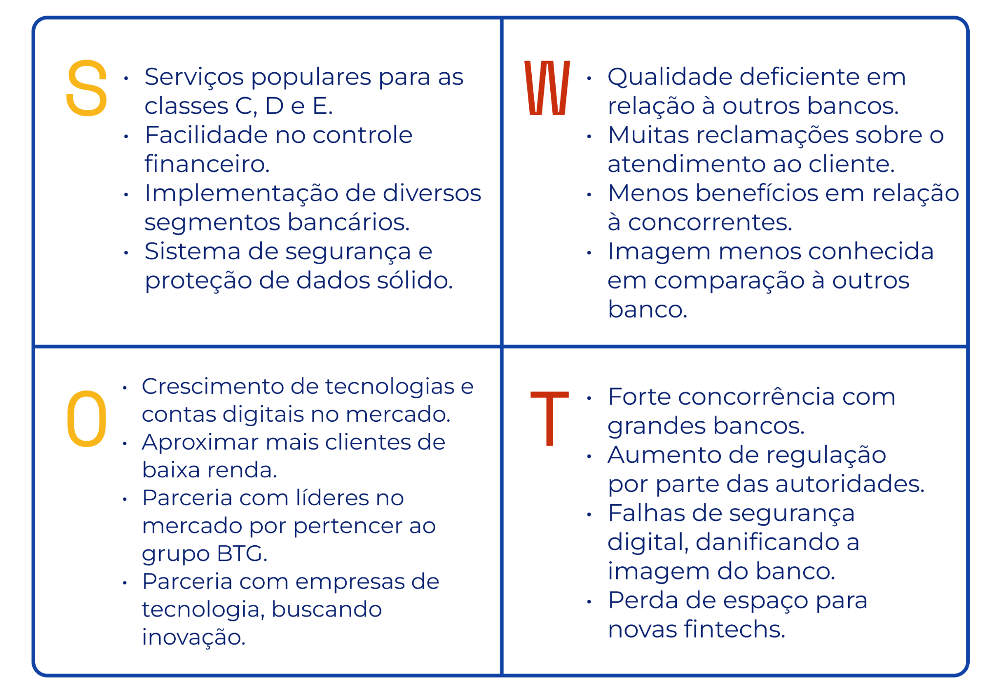 S
• Serviços populares para as
classes C, D e E.
• Facilidade no controle
financeiro.
• Implementação de diversos
segmentos bancários.
• Sistema de segurança e
proteção de dados sólido.
W
• Qualidade deficiente em
relação à outros bancos.
• Muitas reclamações sobre o
atendimento ao cliente.
• Menos benefícios em relação
à concorrentes.
• Imagem menos conhecida
em comparação à outros
banco.
O
• Crescimento de tecnologias e
contas digitais no mercado.
• Aproximar mais clientes de
baixa renda.
• Parceria com líderes no
mercado por pertencer ao
grupo BTG.
• Parceria com empresas de
tecnologia, buscando
inovação.
T
• Forte concorrência com
grandes bancos.
• Aumento de regulação
por parte das autoridades.
• Falhas de segurança
digital, danificando a
imagem do banco.
• Perda de espaço para
novas fintechs.